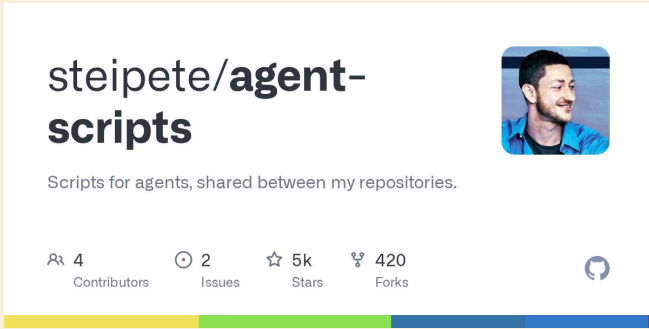 steipete/agent-
scripts
Scripts for agents, shared between my repositories.
4
Contributors
2
Issues
5k
Stars
420
Forks